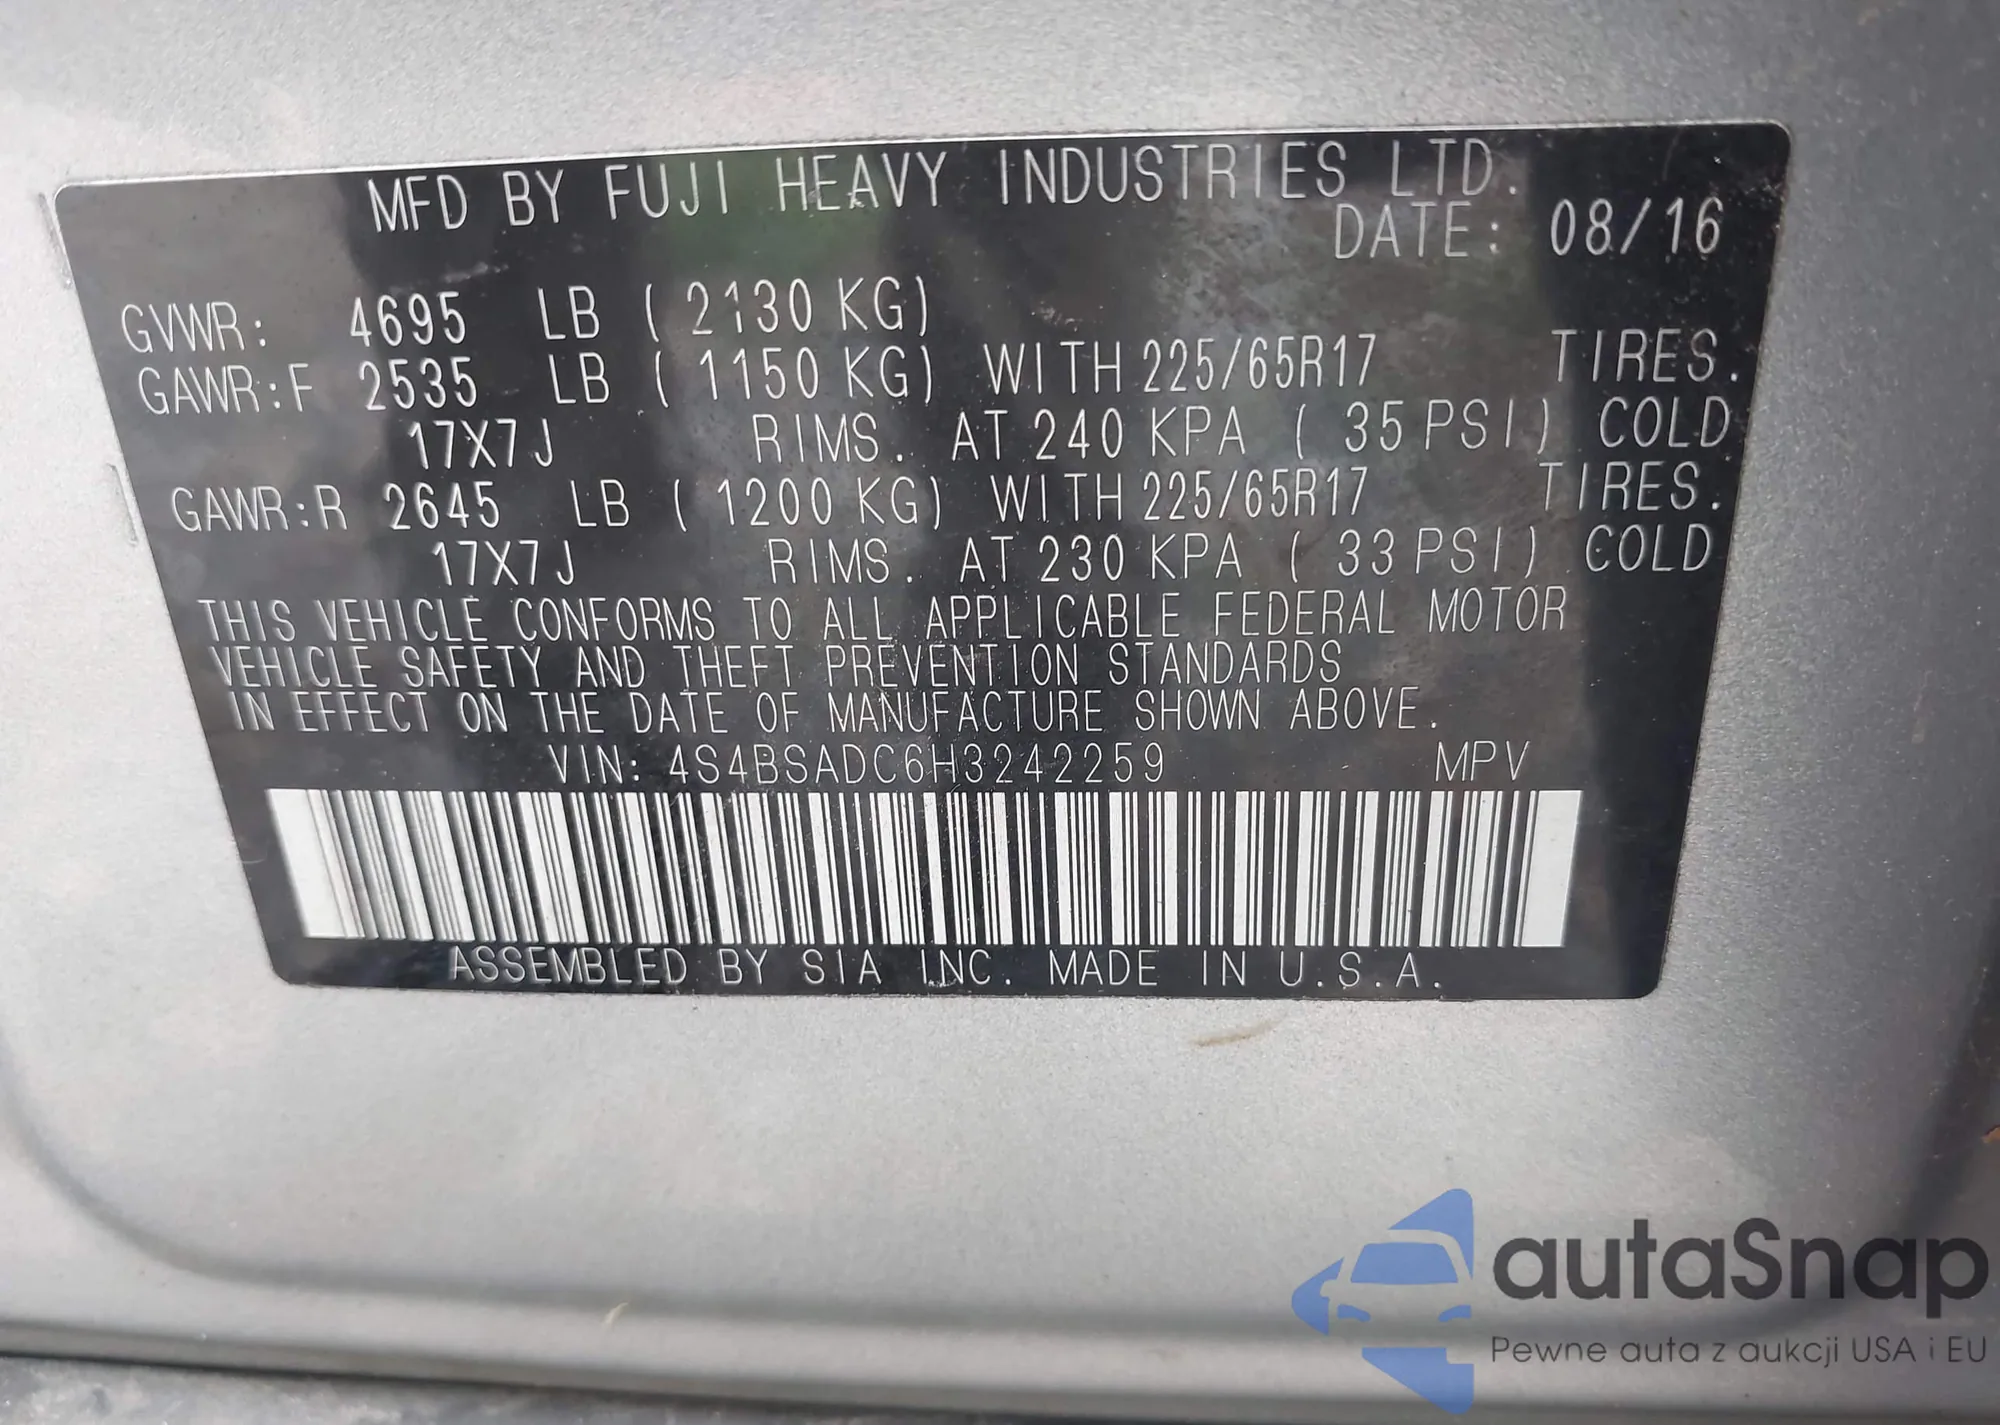 MFD BY FUJI HEAVY INDUSTRIES LTD.
DATE: 08/16
GVWR: 4695 LB ( 2130 KG)
GAWR:F 2535 LB ( 1150 KG) WITH 225/65R17 TIRES.
17X7J RIMS. AT 240 KPA ( 35 PSI) COLD
GAWR:R 2645 LB ( 1200 KG) WITH 225/65R17 TIRES.
17X7J RIMS. AT 230 KPA ( 33 PSI) COLD
THIS VEHICLE CONFORMS TO ALL APPLICABLE FEDERAL MOTOR
VEHICLE SAFETY AND THEFT PREVENTION STANDARDS
IN EFFECT ON THE DATE OF MANUFACTURE SHOWN ABOVE.
VIN: 4S4BSADC6H3242259 MPV
ASSEMBLED BY SIA INC. MADE IN U.S.A.
autaSnap
Pewne auta z aukcji USA i EU